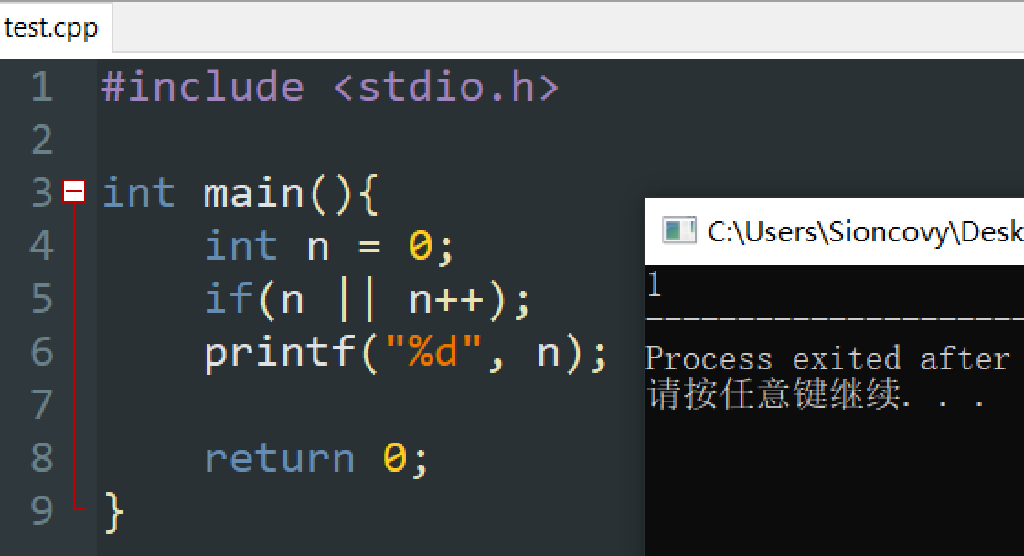 test.cpp
1 #include <stdio.h>
2
3 int main(){
4 int n = 0;
5 if(n || n++);
6 printf("%d", n);
7
8 return 0;
9 }
C:\Users\Sioncovy\Desk
1
--------------------------
Process exited after
请按任意键继续. . .